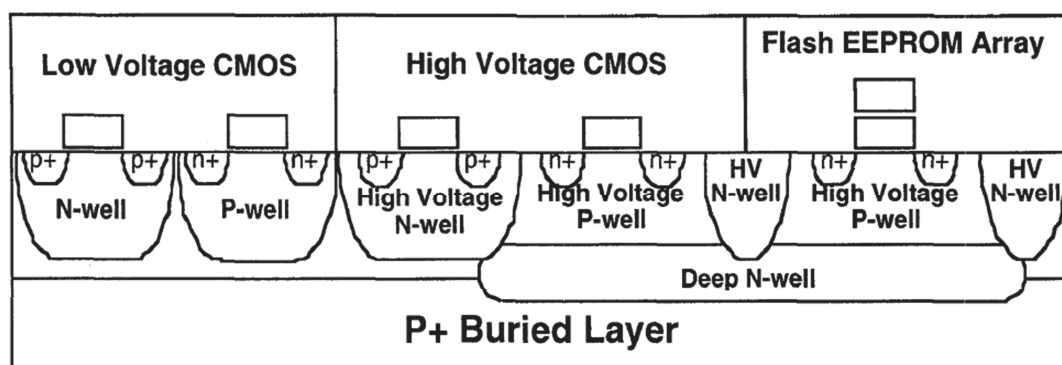 Low Voltage CMOS
High Voltage CMOS
Flash EEPROM Array
p+
p+
n+
n+
p+
p+
n+
n+
n+
n+
N-well
P-well
High Voltage
N-well
High Voltage
P-well
HV
N-well
High Voltage
P-well
HV
N-well
Deep N-well
P+ Buried Layer